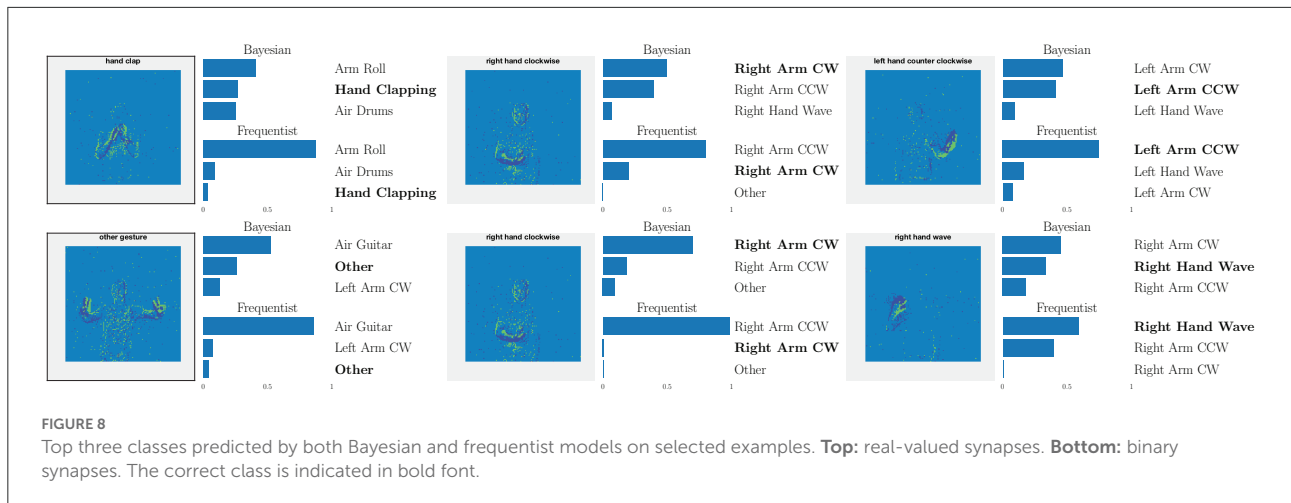 hand clap
Bayesian
Arm Roll
Hand Clapping
Air Drums
Frequentist
Arm Roll
Air Drums
Hand Clapping
0 0.5 1
right hand clockwise
Bayesian
Right Arm CW
Right Arm CCW
Right Hand Wave
Frequentist
Right Arm CCW
Right Arm CW
Other
0 0.5 1
left hand counter clockwise
Bayesian
Left Arm CW
Left Arm CCW
Left Hand Wave
Frequentist
Left Arm CCW
Left Hand Wave
Left Arm CW
0 0.5 1
other gesture
Bayesian
Air Guitar
Other
Left Arm CW
Frequentist
Air Guitar
Left Arm CW
Other
0 0.5 1
right hand clockwise
Bayesian
Right Arm CW
Right Arm CCW
Other
Frequentist
Right Arm CCW
Right Arm CW
Other
0 0.5 1
right hand wave
Bayesian
Right Arm CW
Right Hand Wave
Right Arm CCW
Frequentist
Right Hand Wave
Right Arm CCW
Right Arm CW
0 0.5 1
FIGURE 8
Top three classes predicted by both Bayesian and frequentist models on selected examples. Top: real-valued synapses. Bottom: binary
synapses. The correct class is indicated in bold font.